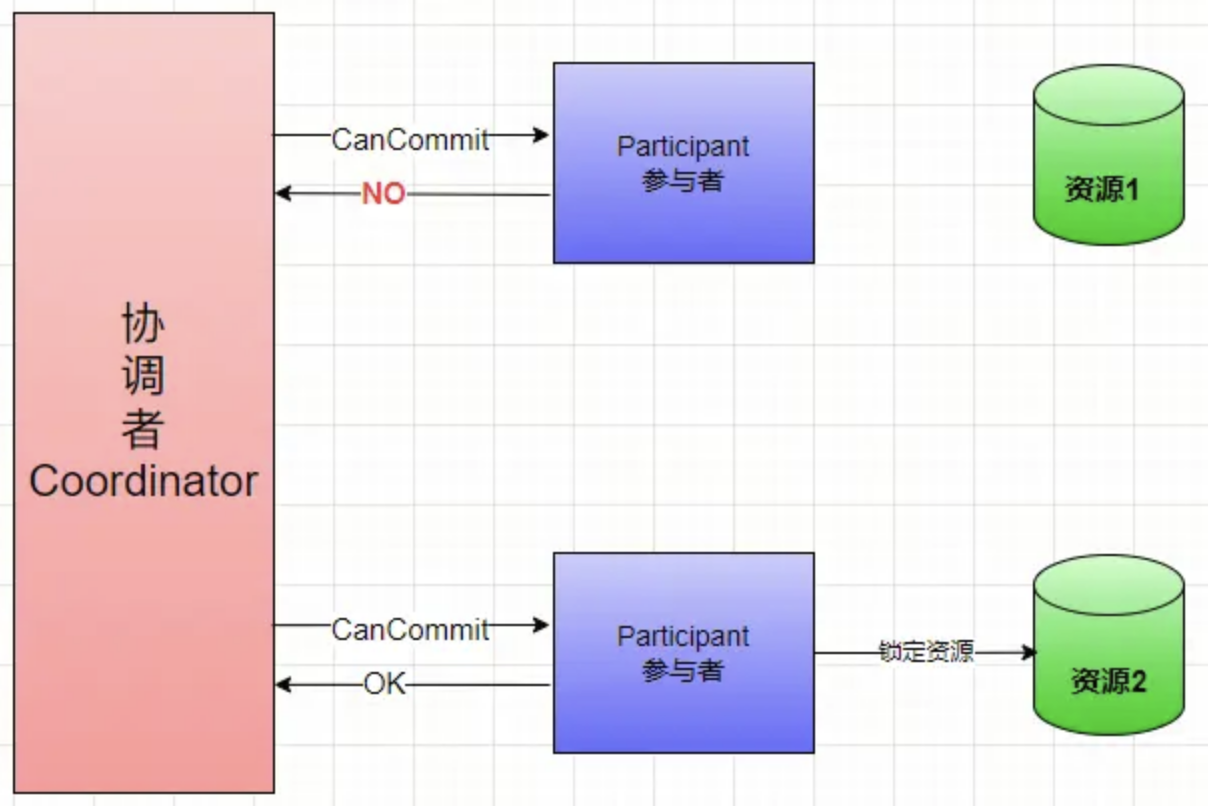 CanCommit
NO
Participant
参与者
资源1
协
调
者
Coordinator
CanCommit
OK
Participant
参与者
锁定资源
资源2